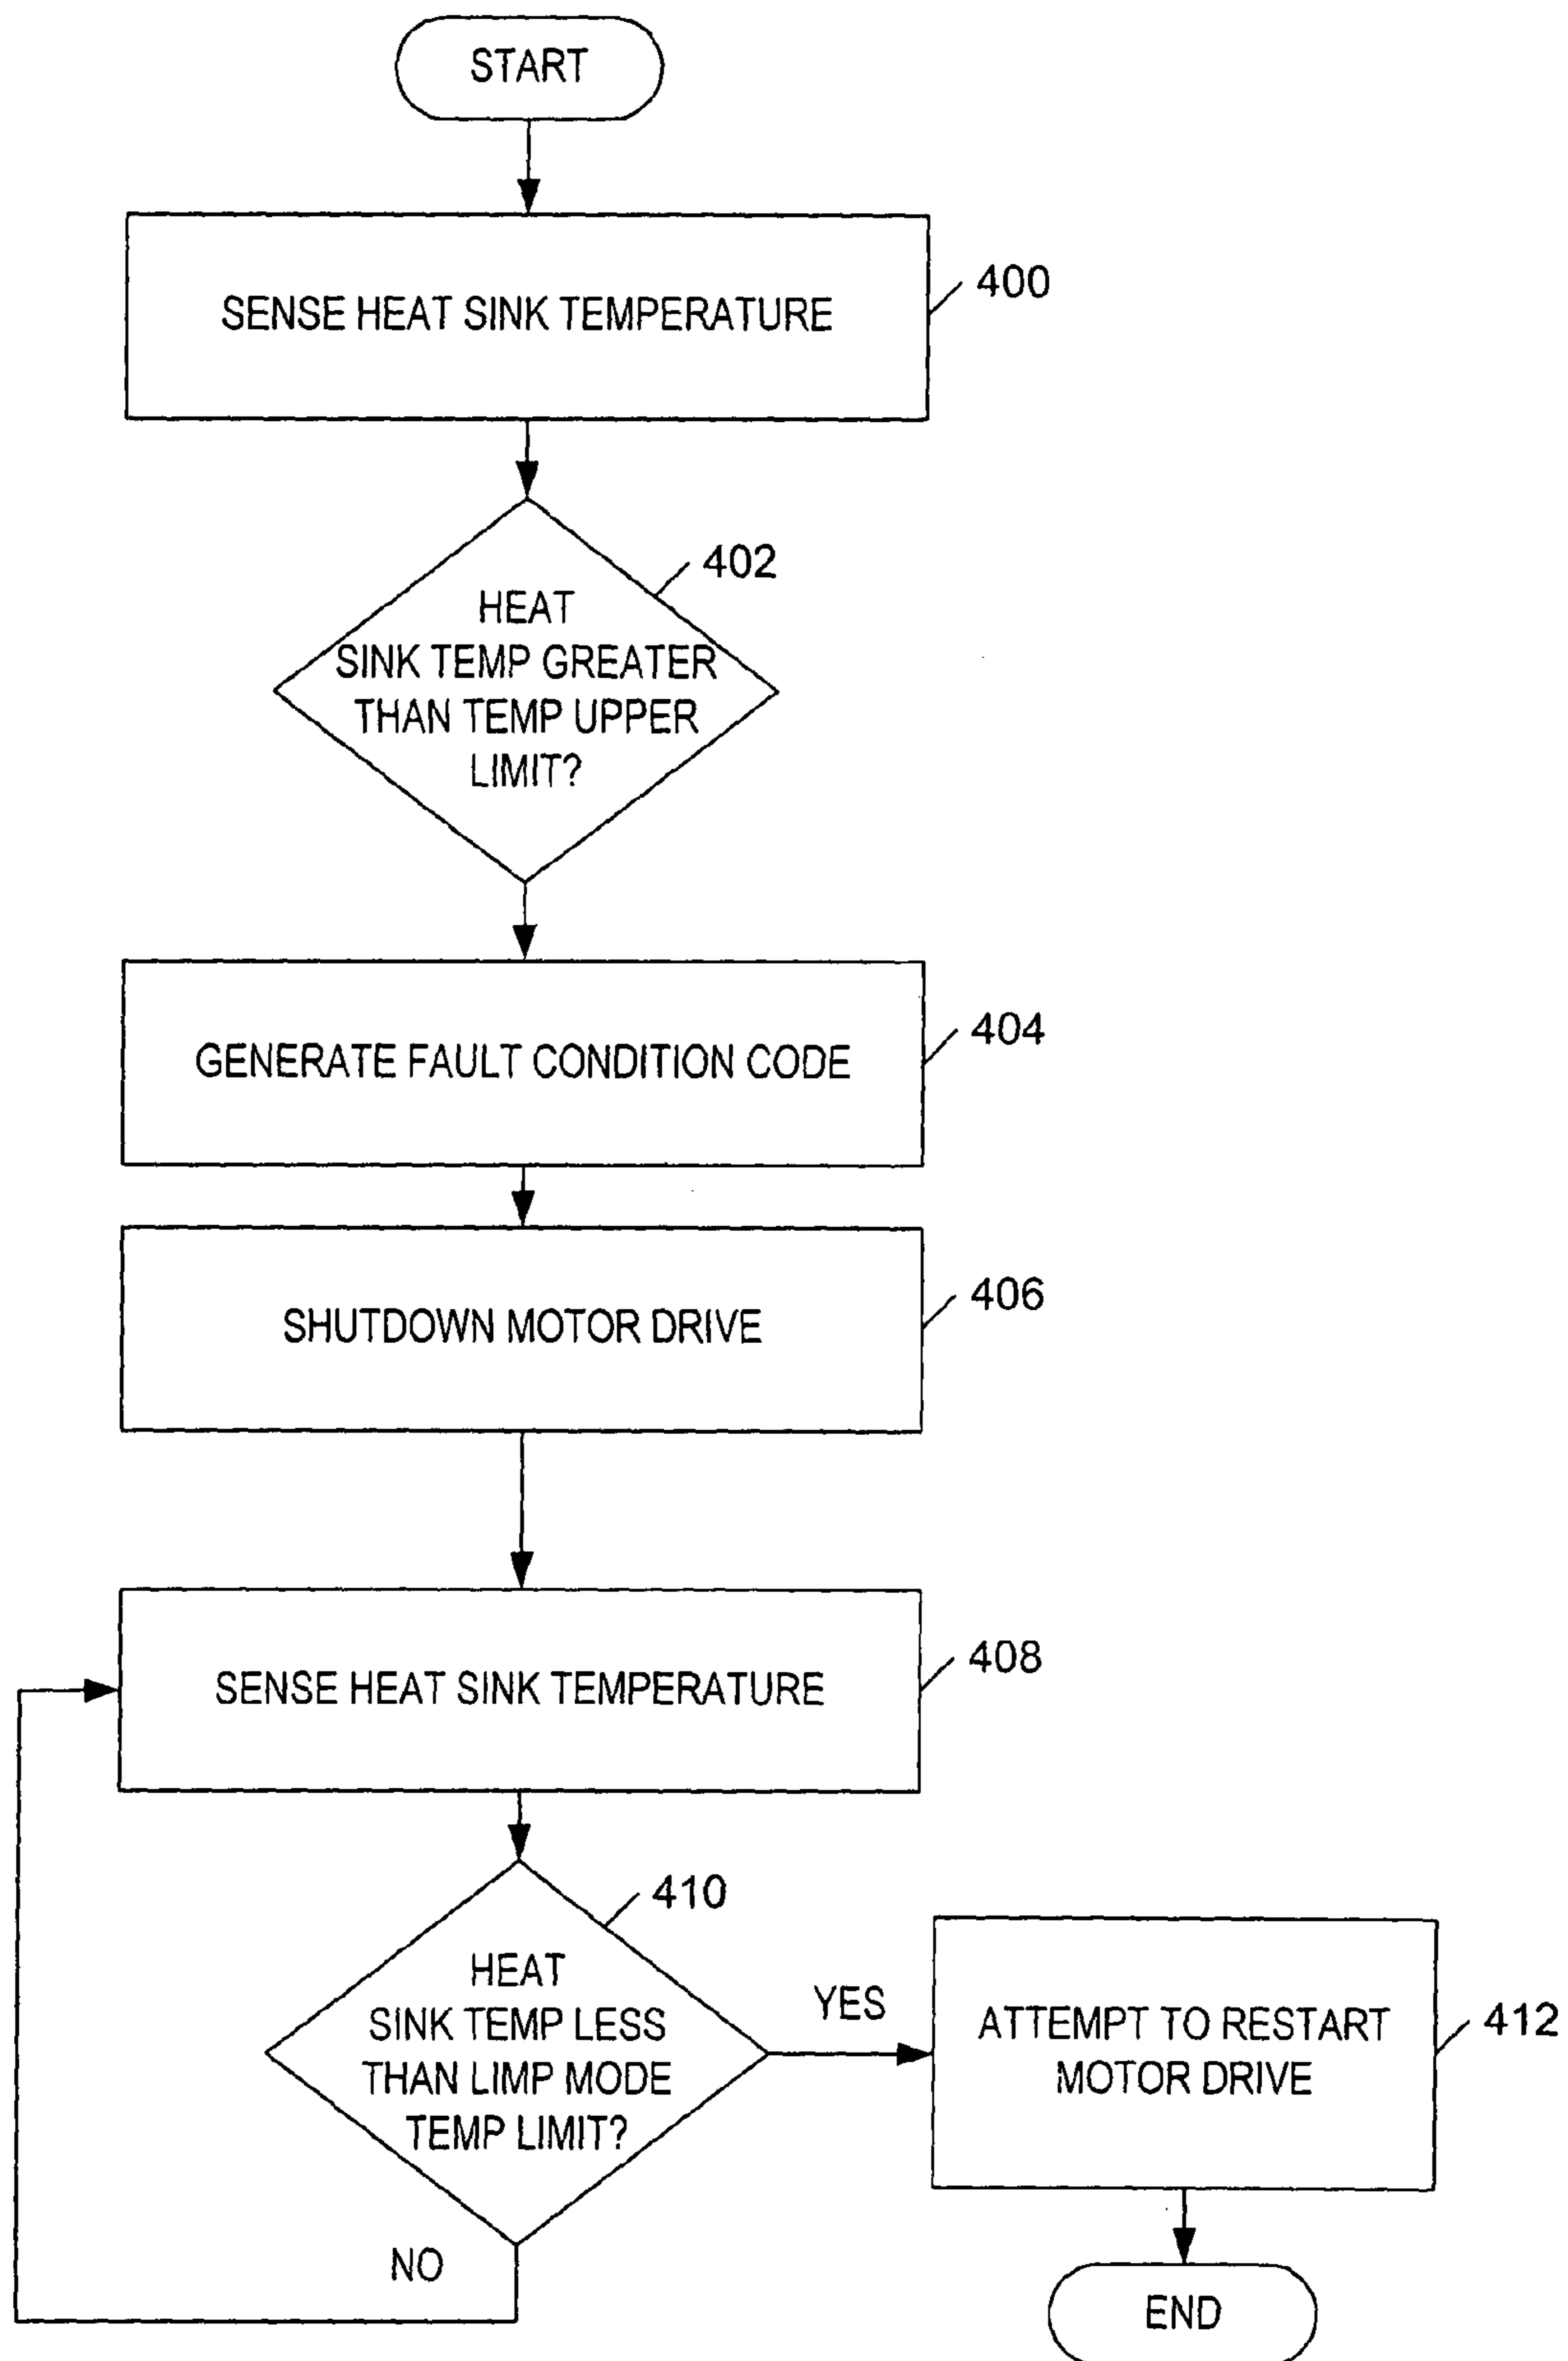 START
SENSE HEAT SINK TEMPERATURE
400
402
HEAT
SINK TEMP GREATER
THAN TEMP UPPER
LIMIT?
GENERATE FAULT CONDITION CODE
404
SHUTDOWN MOTOR DRIVE
406
SENSE HEAT SINK TEMPERATURE
408
410
HEAT
SINK TEMP LESS
THAN LIMP MODE
TEMP LIMIT?
YES
ATTEMPT TO RESTART
MOTOR DRIVE
412
NO
END